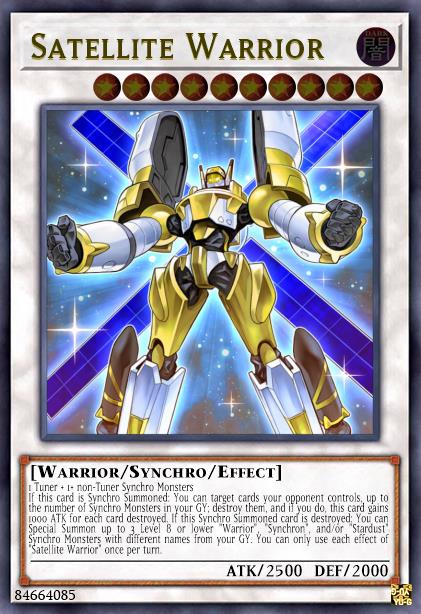 SATELLITE WARRIOR
DARK
闇
[WARRIOR/SYNCHRO/EFFECT]
1 Tuner + 1+ non-Tuner Synchro Monsters
If this card is Synchro Summoned: You can target cards your opponent controls, up to
the number of Synchro Monsters in your GY; destroy them, and if you do, this card gains
1000 ATK for each card destroyed. If this Synchro Summoned card is destroyed: You can
Special Summon up to 3 Level 8 or lower "Warrior", "Synchron", and/or "Stardust"
Synchro Monsters with different names from your GY. You can only use each effect of
"Satellite Warrior" once per turn.
ATK/2500 DEF/2000
84664085